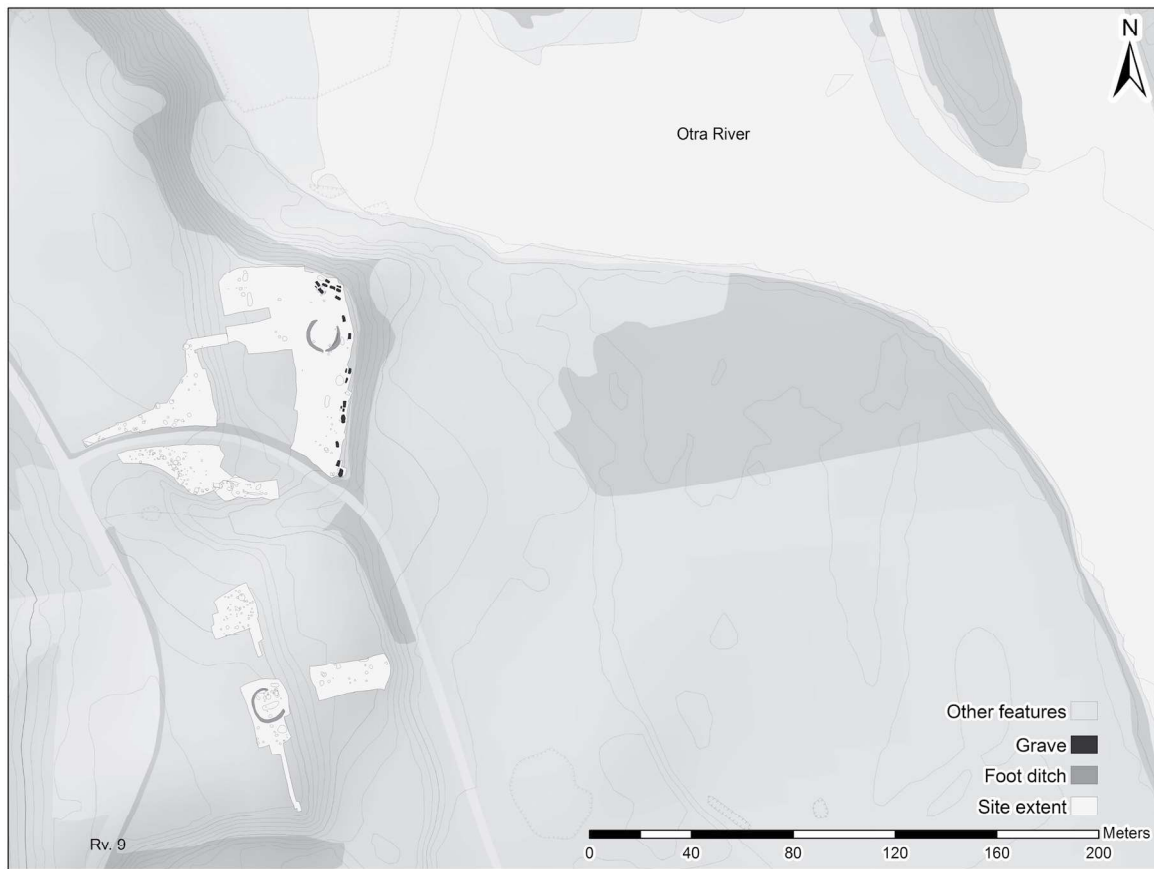 N
Otra River
Other features
Grave
Foot ditch
Site extent
Meters
0 40 80 120 160 200
Rv. 9